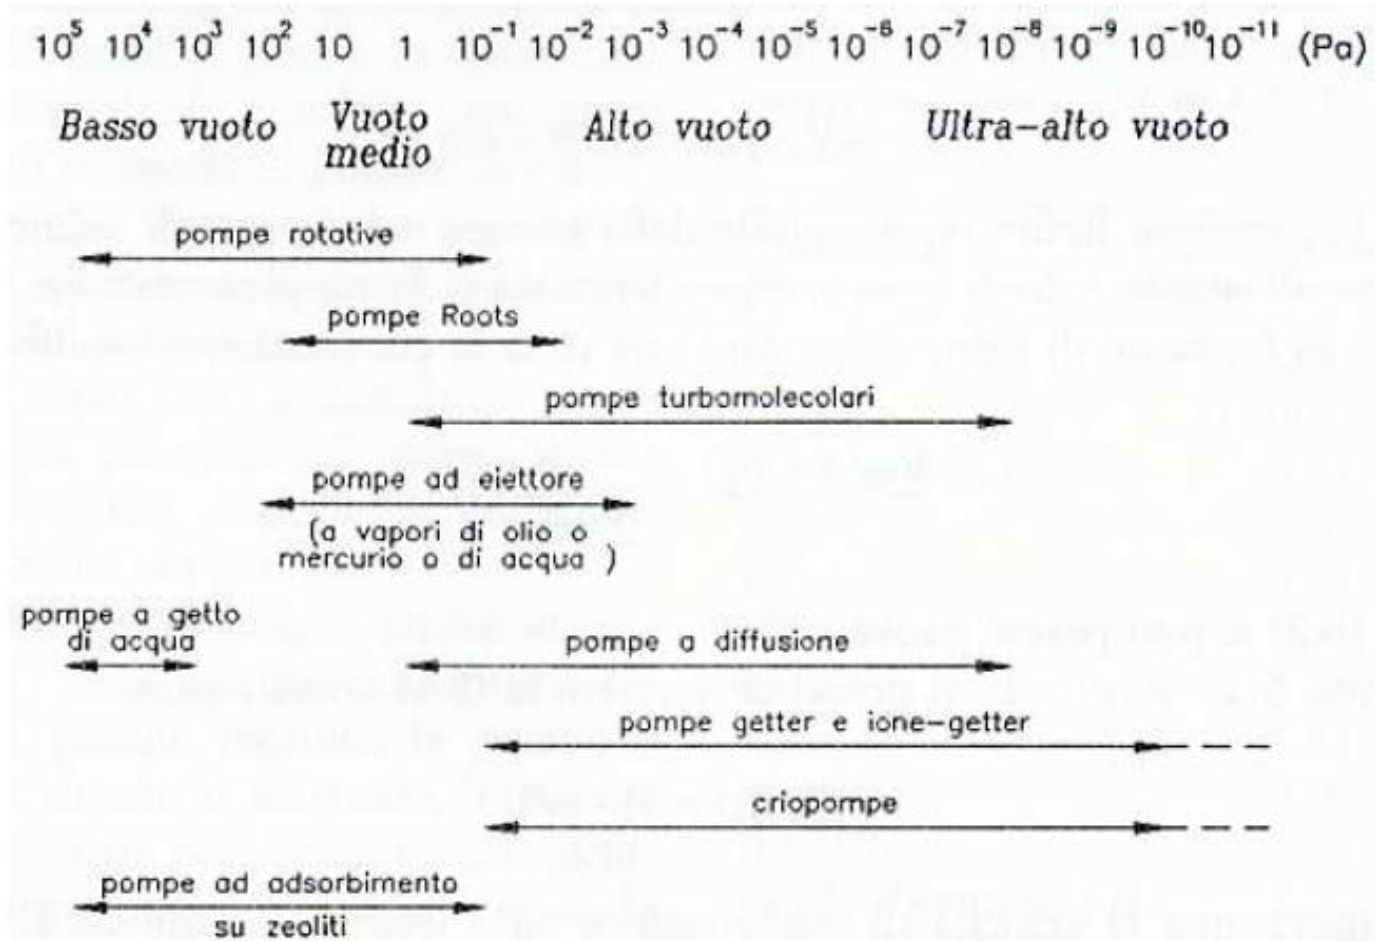 10⁵ 10⁴ 10³ 10² 10 1 10⁻¹ 10⁻² 10⁻³ 10⁻⁴ 10⁻⁵ 10⁻⁶ 10⁻⁷ 10⁻⁸ 10⁻⁹ 10⁻¹⁰ 10⁻¹¹ (Pa)
Basso vuoto
Vuoto
medio
Alto vuoto
Ultra-alto vuoto
pompe rotative
pompe Roots
pompe turbomolecolari
pompe ad eiettore
(a vapori di olio o
mercurio o di acqua )
pompe a getto
di acqua
pompe a diffusione
pompe getter e ione-getter
criopompe
pompe ad adsorbimento
su zeoliti